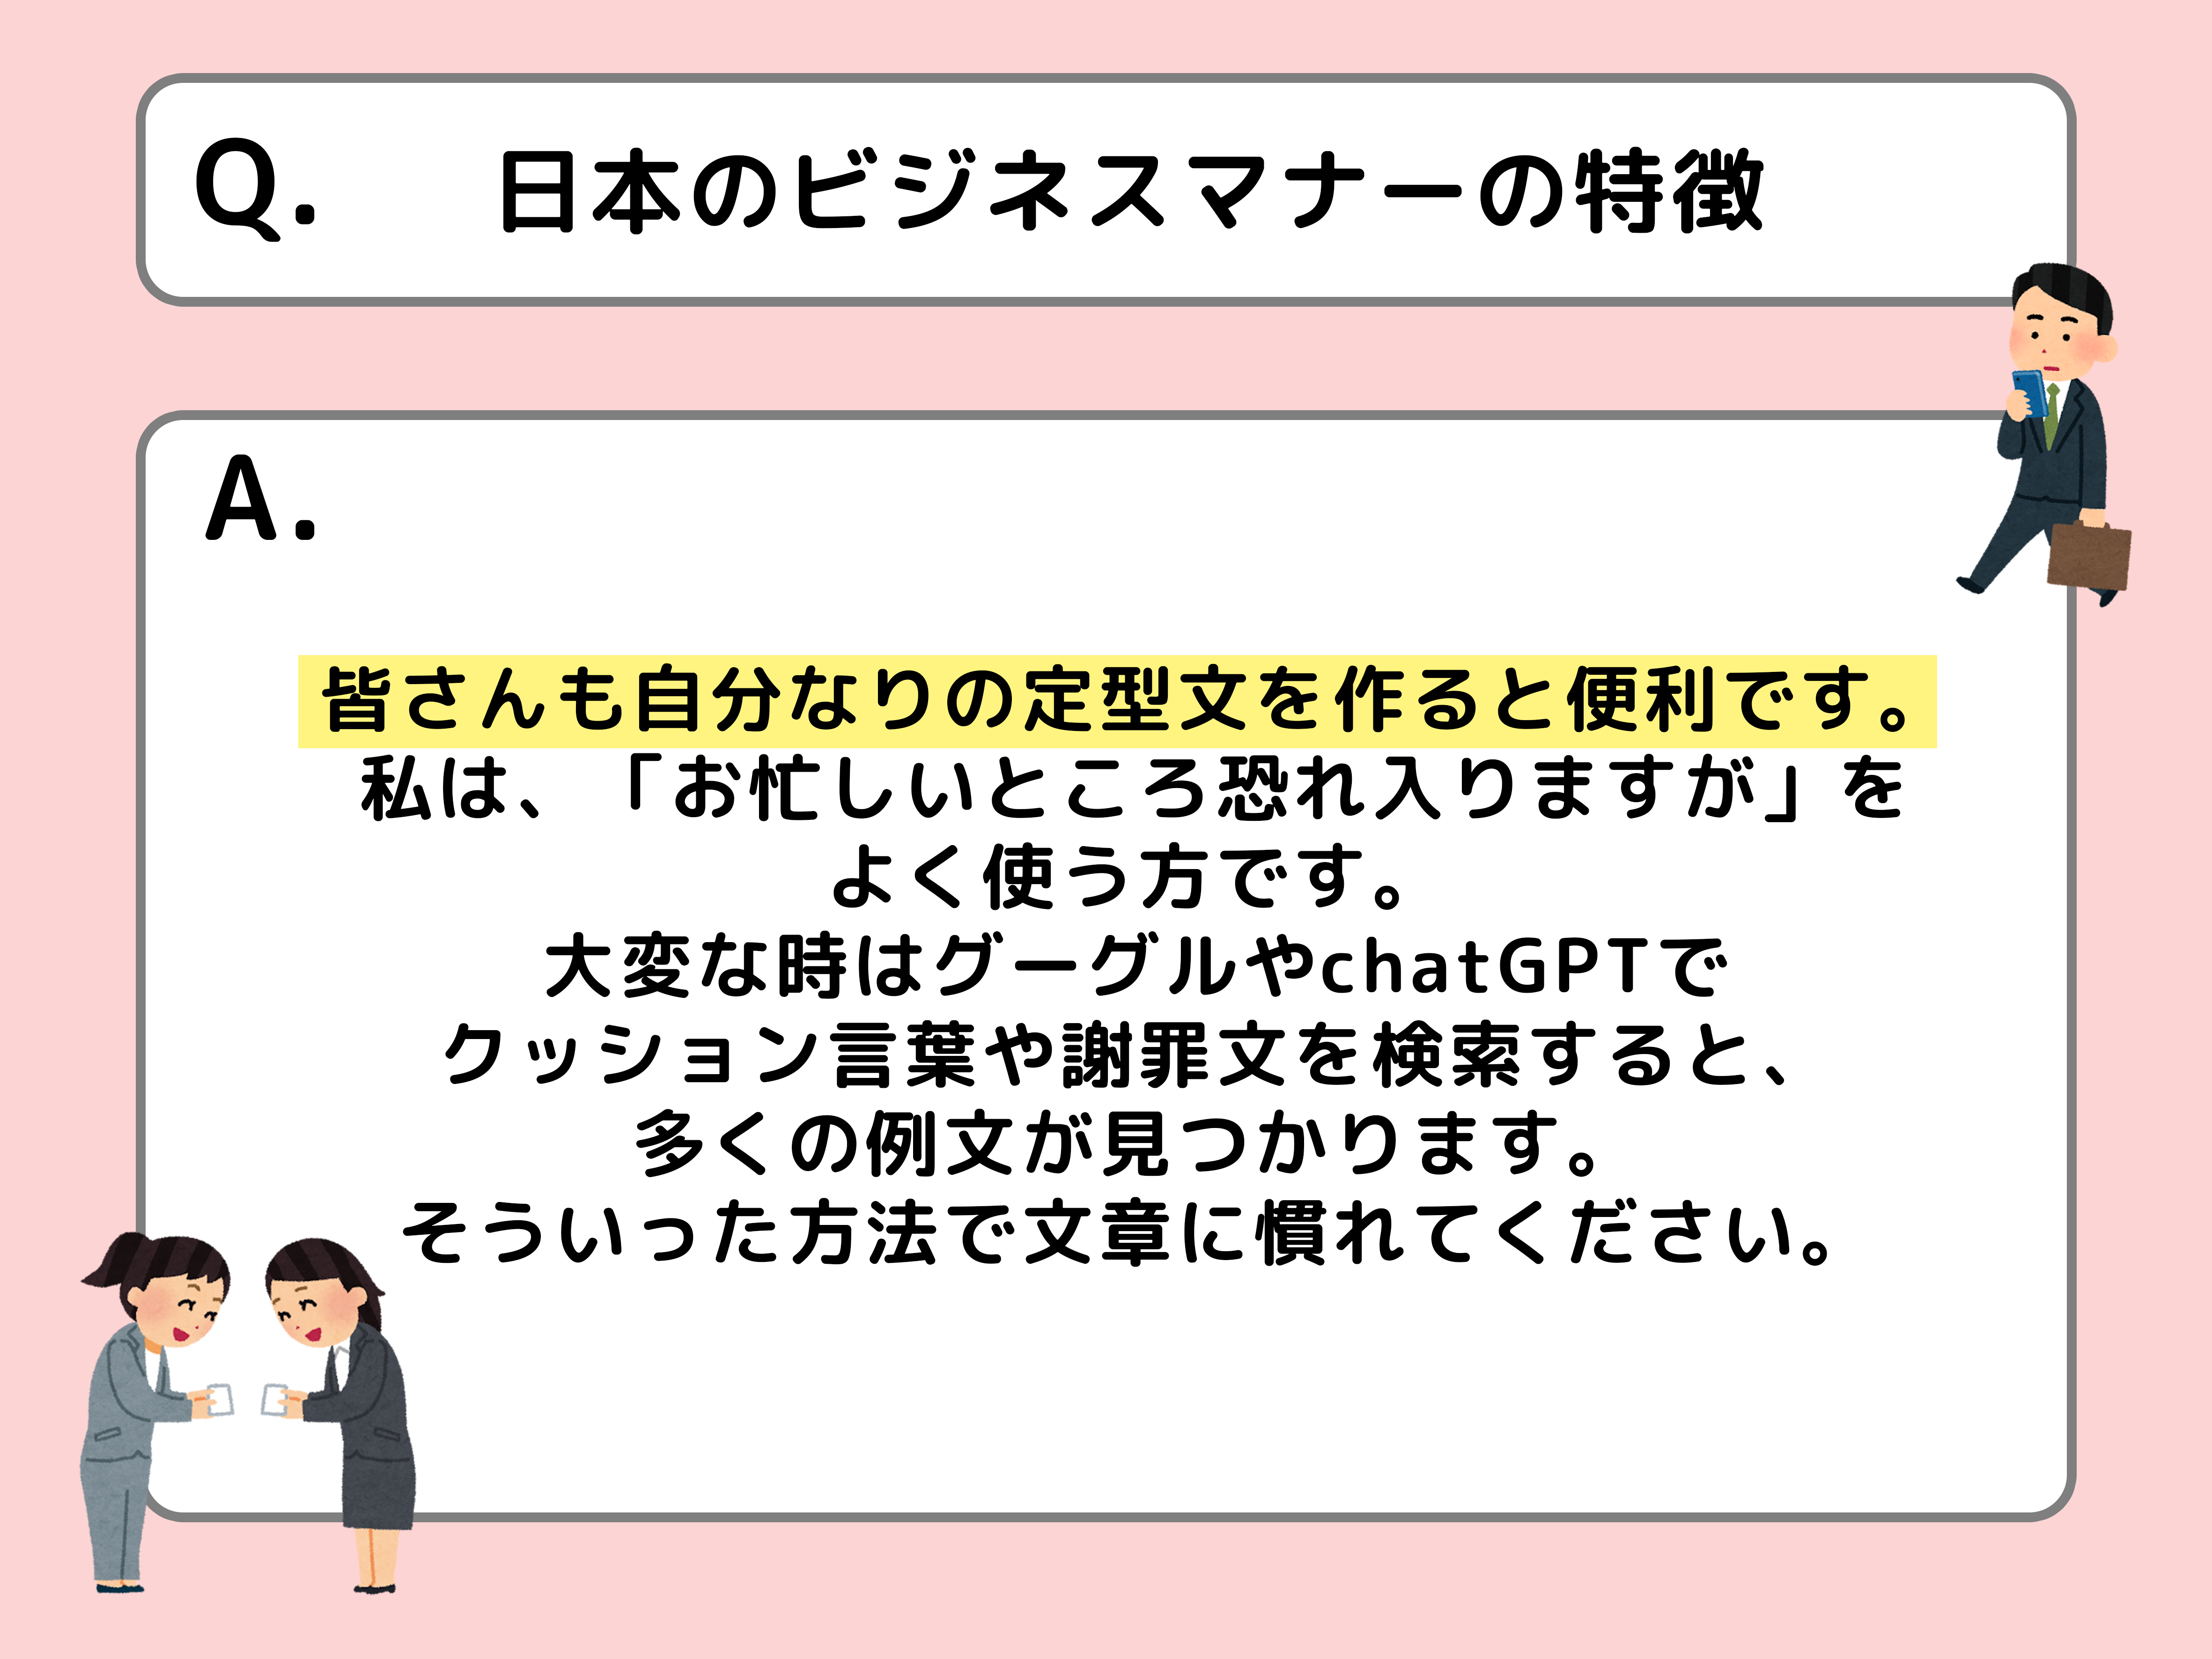 Q. 日本のビジネスマナーの特徴
A.
皆さんも自分なりの定型文を作ると便利です。
私は、「お忙しいところ恐れ入りますが」を
よく使う方です。
大変な時はグーグルやchatGPTで
クッション言葉や謝罪文を検索すると、
多くの例文が見つかります。
そういった方法で文章に慣れてください。